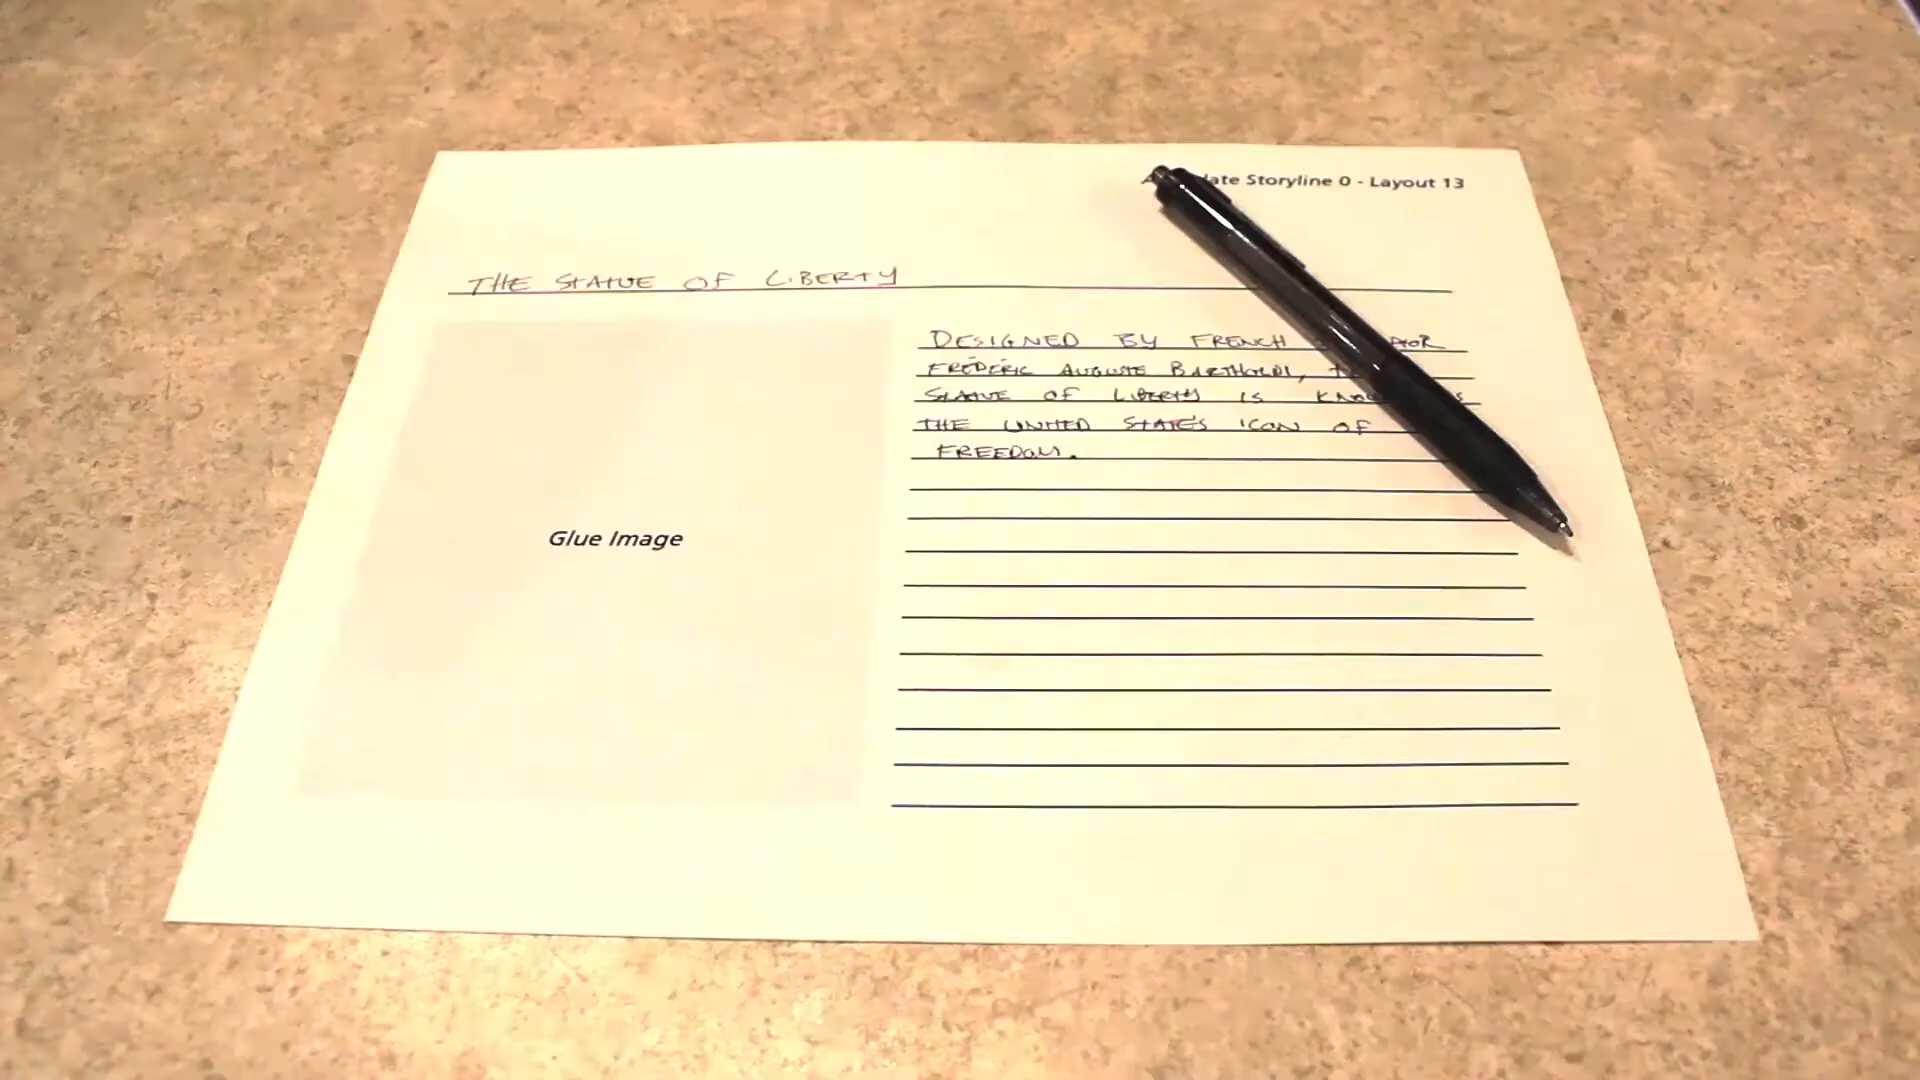 Storyline 0 - Layout 13
THE STATUE OF LIBERTY
DESIGNED BY FRENCH
FRÉDÉRIC AUGUSTE BARTHOLDI,
STATUE OF LIBERTY IS
THE UNITED STATES ICON OF
FREEDOM.
Glue Image